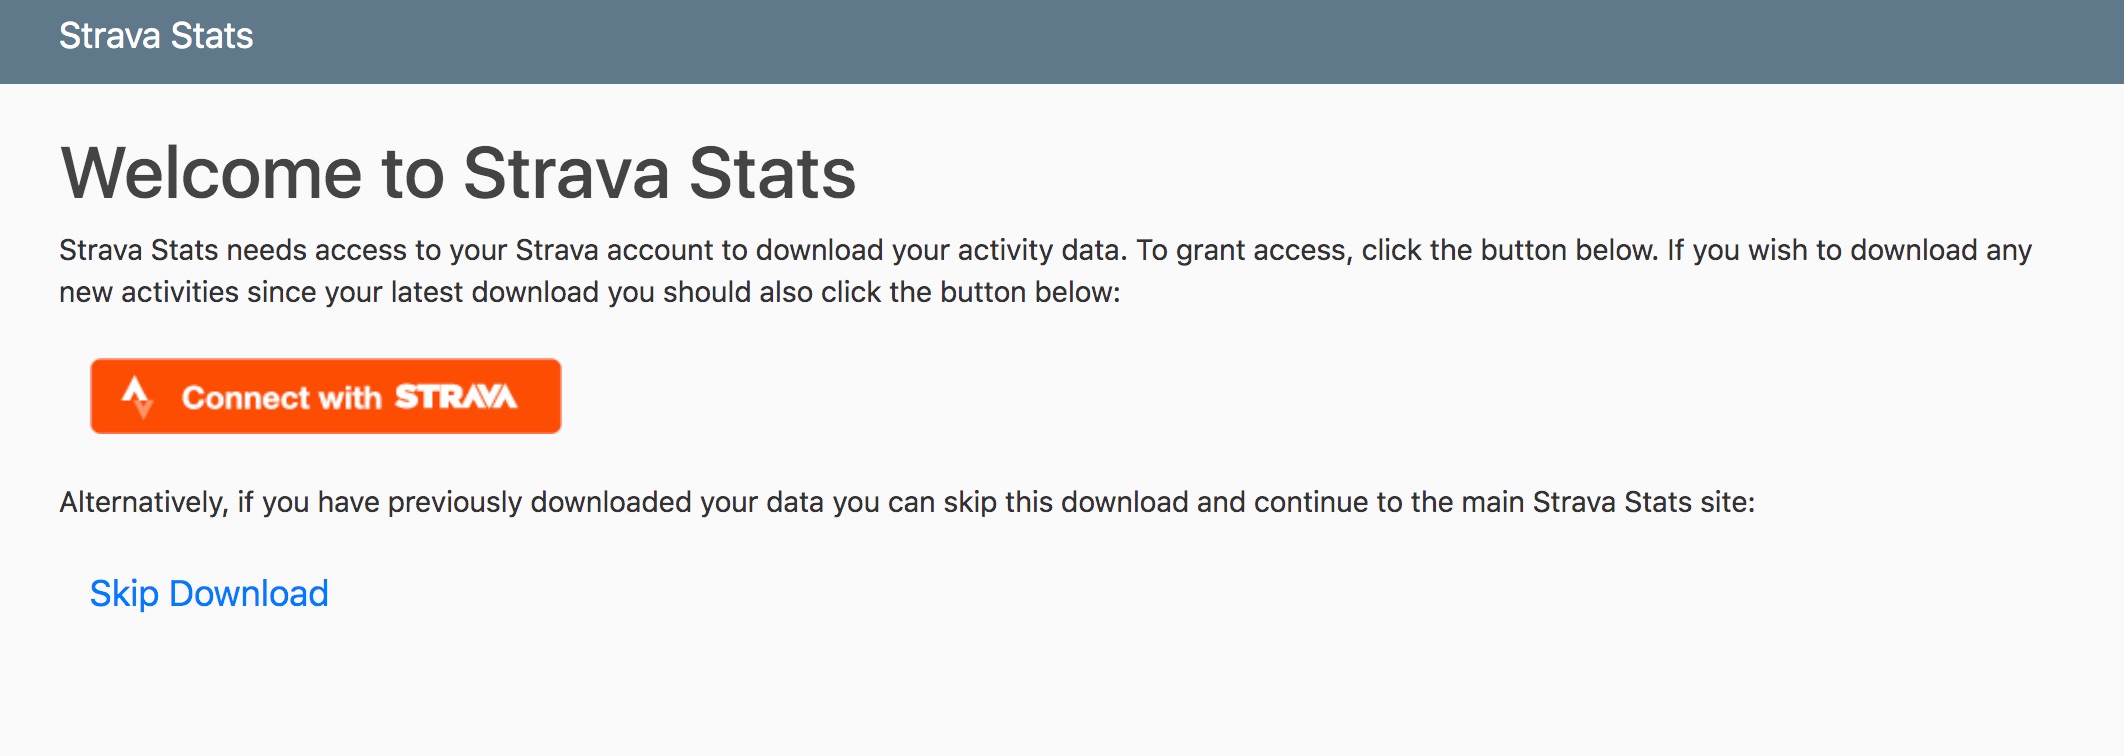 Strava Stats
Welcome to Strava Stats
Strava Stats needs access to your Strava account to download your activity data. To grant access, click the button below. If you wish to download any
new activities since your latest download you should also click the button below:
Connect with STRAVA
Alternatively, if you have previously downloaded your data you can skip this download and continue to the main Strava Stats site:
Skip Download